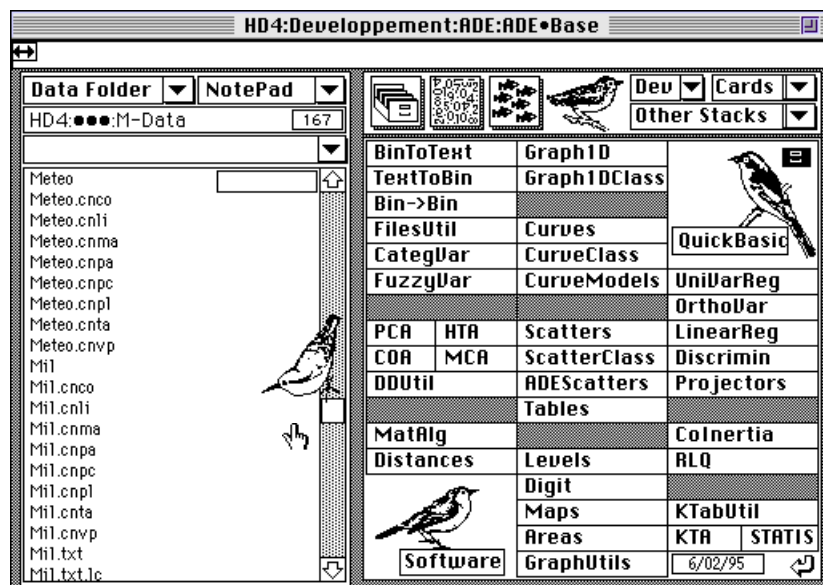 HD4:Developpement:ADE:ADE•Base
Data Folder NotePad
HD4:•••:M-Data 167
Meteo
Meteo.cnco
Meteo.cnli
Meteo.cnma
Meteo.cnpa
Meteo.cnpc
Meteo.cnpl
Meteo.cnta
Meteo.cnvp
Mil
Mil.cnco
Mil.cnli
Mil.cnma
Mil.cnpa
Mil.cnpc
Mil.cnpl
Mil.cnta
Mil.cnvp
Mil.txt
Mil.txt.lc
Dev Cards
Other Stacks
BinToText Graph1D
TextToBin Graph1DClass
Bin->Bin
FilesUtil Curves
QuickBasic
CategVar CurveClass
FuzzyVar CurveModels UniVarReg
OrthoVar
PCA HTA Scatters LinearReg
COA MCA ScatterClass Discrimin
DDUtil ADEScatters Projectors
Tables
MatAlg CoInertia
Distances Levels RLQ
Digit
Maps KTabUtil
Areas KTA STATIS
Software GraphUtils 6/02/95